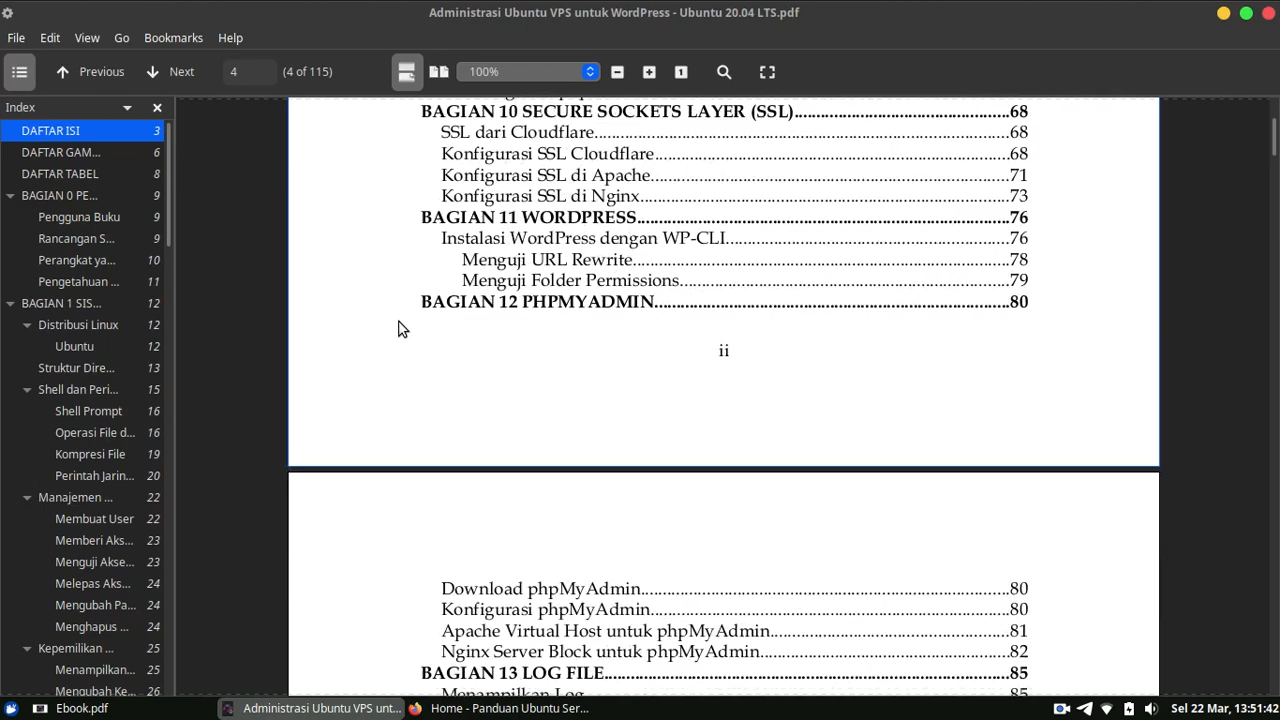 Administrasi Ubuntu VPS untuk WordPress - Ubuntu 20.04 LTS.pdf
File Edit View Go Bookmarks Help
Previous Next 4 (4 of 115) 100%
Index
DAFTAR ISI 3
DAFTAR GAM... 6
DAFTAR TABEL 8
BAGIAN 0 PE... 9
Pengguna Buku 9
Rancangan S... 9
Perangkat ya... 10
Pengetahuan ... 11
BAGIAN 1 SIS... 12
Distribusi Linux 12
Ubuntu 12
Struktur Dire... 13
Shell dan Peri... 15
Shell Prompt 16
Operasi File d... 16
Kompresi File 19
Perintah Jarin... 20
Manajemen ... 22
Membuat User 22
Memberi Aks... 23
Menguji Akse... 23
Melepas Aks... 24
Mengubah Pa... 24
Menghapus ... 24
Kepemilikan ... 25
Menampilkan... 25
Mengubah Ke... 26
BAGIAN 10 SECURE SOCKETS LAYER (SSL)...68
SSL dari Cloudflare...68
Konfigurasi SSL Cloudflare...68
Konfigurasi SSL di Apache...71
Konfigurasi SSL di Nginx...73
BAGIAN 11 WORDPRESS...76
Instalasi WordPress dengan WP-CLI...76
Menguji URL Rewrite...78
Menguji Folder Permissions...79
BAGIAN 12 PHPMYADMIN...80
ii
Download phpMyAdmin...80
Konfigurasi phpMyAdmin...80
Apache Virtual Host untuk phpMyAdmin...81
Nginx Server Block untuk phpMyAdmin...82
BAGIAN 13 LOG FILE...85
Menampilkan Log...85
Ebook.pdf Administrasi Ubuntu VPS unt... Home - Panduan Ubuntu Ser... Sel 22 Mar, 13:51:42